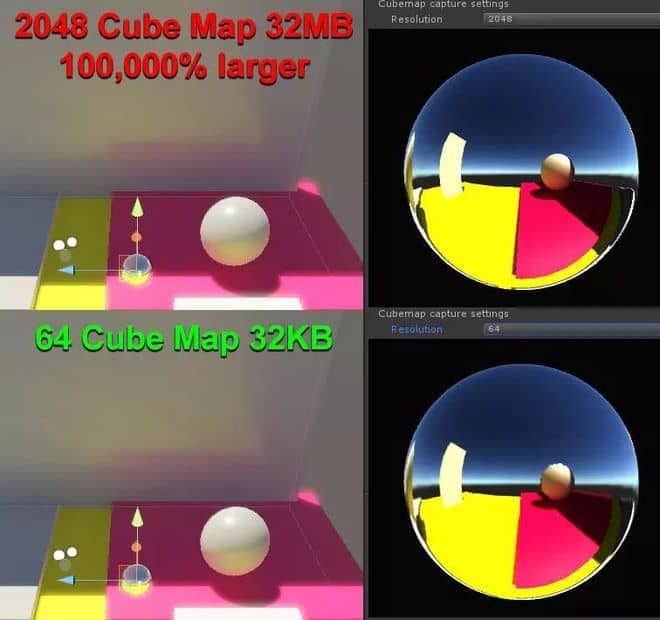 2048 Cube Map 32MB
100,000% larger
Cubemap capture settings
Resolution 2048
64 Cube Map 32KB
Cubemap capture settings
Resolution 64